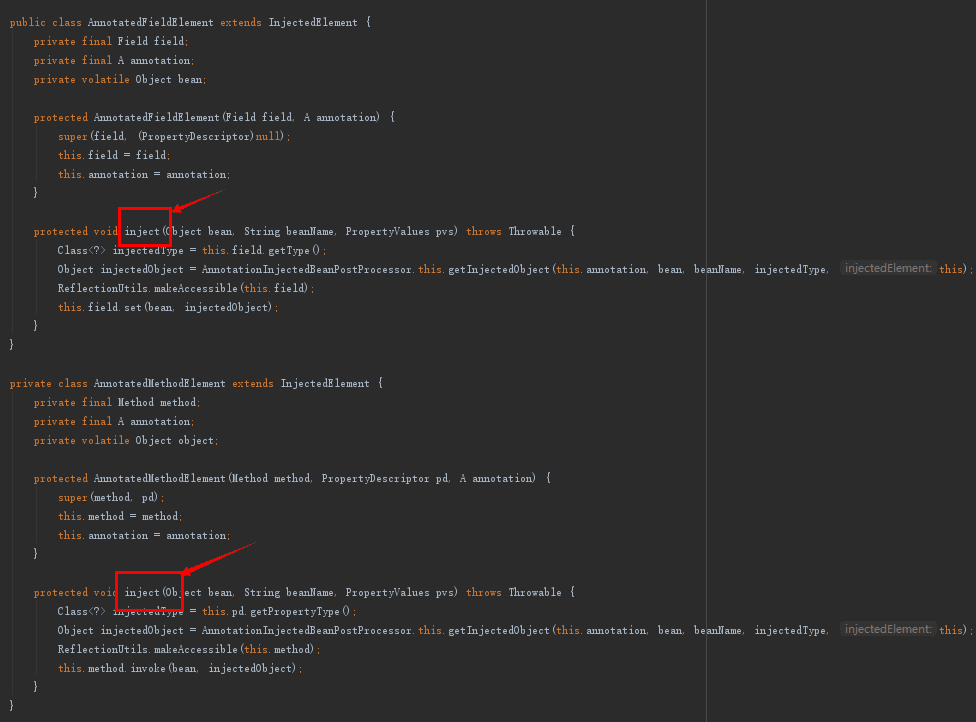 public class AnnotatedFieldElement extends InjectedElement {
    private final Field field;
    private final A annotation;
    private volatile Object bean;

    protected AnnotatedFieldElement(Field field, A annotation) {
        super(field, (PropertyDescriptor)null);
        this.field = field;
        this.annotation = annotation;
    }

    protected void inject(Object bean, String beanName, PropertyValues pvs) throws Throwable {
        Class<?> injectedType = this.field.getType();
        Object injectedObject = AnnotationInjectedBeanPostProcessor.this.getInjectedObject(this.annotation, bean, beanName, injectedType, injectedElement: this);
        ReflectionUtils.makeAccessible(this.field);
        this.field.set(bean, injectedObject);
    }
}

private class AnnotatedMethodElement extends InjectedElement {
    private final Method method;
    private final A annotation;
    private volatile Object object;

    protected AnnotatedMethodElement(Method method, PropertyDescriptor pd, A annotation) {
        super(method, pd);
        this.method = method;
        this.annotation = annotation;
    }

    protected void inject(Object bean, String beanName, PropertyValues pvs) throws Throwable {
        Class<?> injectedType = this.pd.getPropertyType();
        Object injectedObject = AnnotationInjectedBeanPostProcessor.this.getInjectedObject(this.annotation, bean, beanName, injectedType, injectedElement: this);
        ReflectionUtils.makeAccessible(this.method);
        this.method.invoke(bean, injectedObject);
    }
}